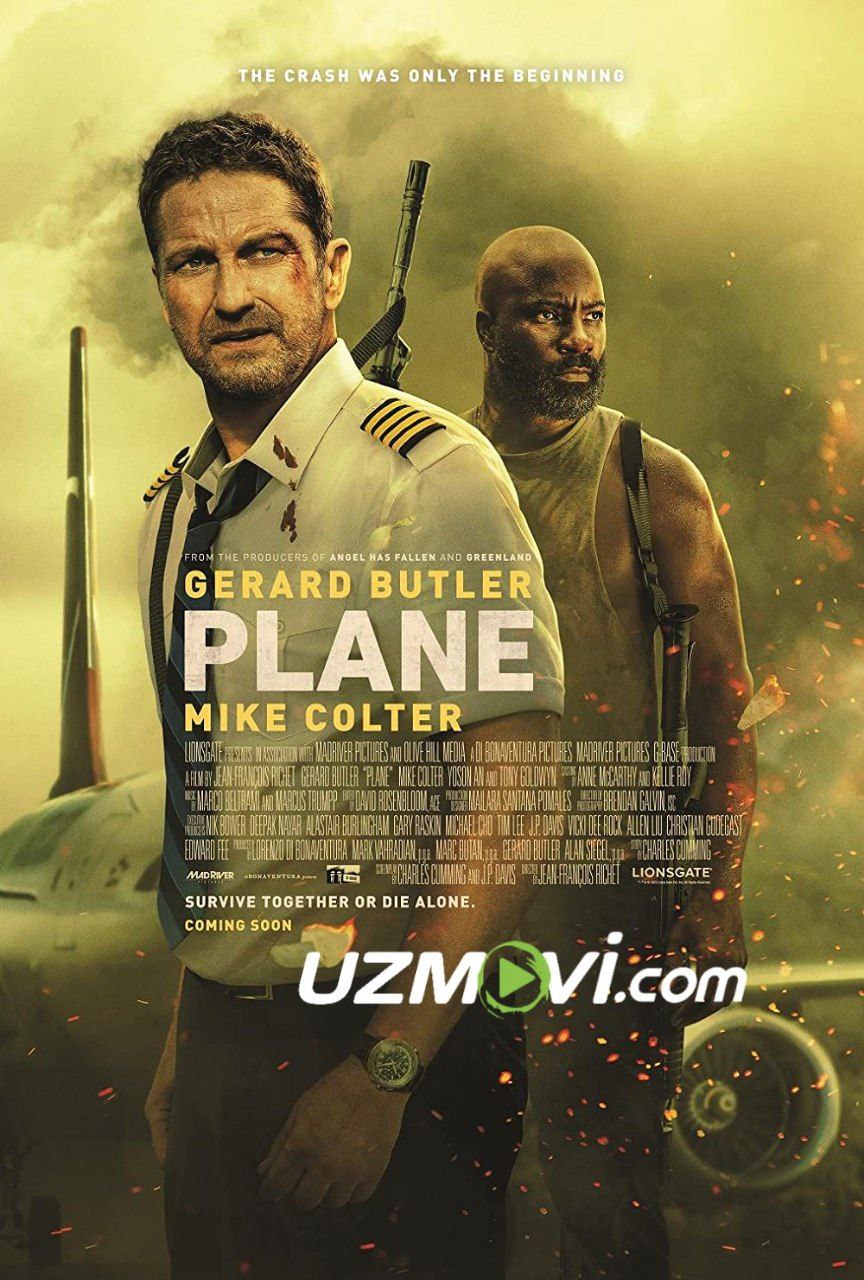 THE CRASH WAS ONLY THE BEGINNING
FROM THE PRODUCERS OF ANGEL HAS FALLEN AND GREENLAND
GERARD BUTLER
PLANE
MIKE COLTER
LIONSGATE PRESENTS IN ASSOCIATION WITH MADRIVER PICTURES AND OLIVE HILL MEDIA A DI BONAVENTURA PICTURES MADRIVER PICTURES G-BASE PRODUCTION
A FILM BY JEAN-FRANÇOIS RICHET GERARD BUTLER "PLANE" MIKE COLTER YOSON AN AND TONY GOLDWYN CASTING BY ANNE McCARTHY AND KELLIE ROY
MUSIC BY MARCO BELTRAMI AND MARCUS TRUMPP EDITED BY DAVID ROSENBLOOM, ACE PRODUCTION DESIGNER MAILARA SANTANA POMALES DIRECTOR OF PHOTOGRAPHY BRENDAN GALVIN, ISC
EXECUTIVE PRODUCERS NIK BOWER DEEPAK NAYAR ALASTAIR BURLINGHAM GARY RASKIN MICHAEL CHO TIM LEE J.P. DAVIS VICKI DEE ROCK ALLEN LIU CHRISTIAN GUDEGAST
EDWARD FEE PRODUCED BY LORENZO DI BONAVENTURA MARK VAHRADIAN, p.g.a. MARC BUTAN, p.g.a. GERARD BUTLER ALAN SIEGEL, p.g.a. STORY BY CHARLES CUMMING
MADRIVER PICTURES di BONAVENTURA pictures G-BASE SCREENPLAY BY CHARLES CUMMING AND J.P. DAVIS DIRECTED BY JEAN-FRANÇOIS RICHET LIONSGATE
SURVIVE TOGETHER OR DIE ALONE.
COMING SOON
UZMOVi.com